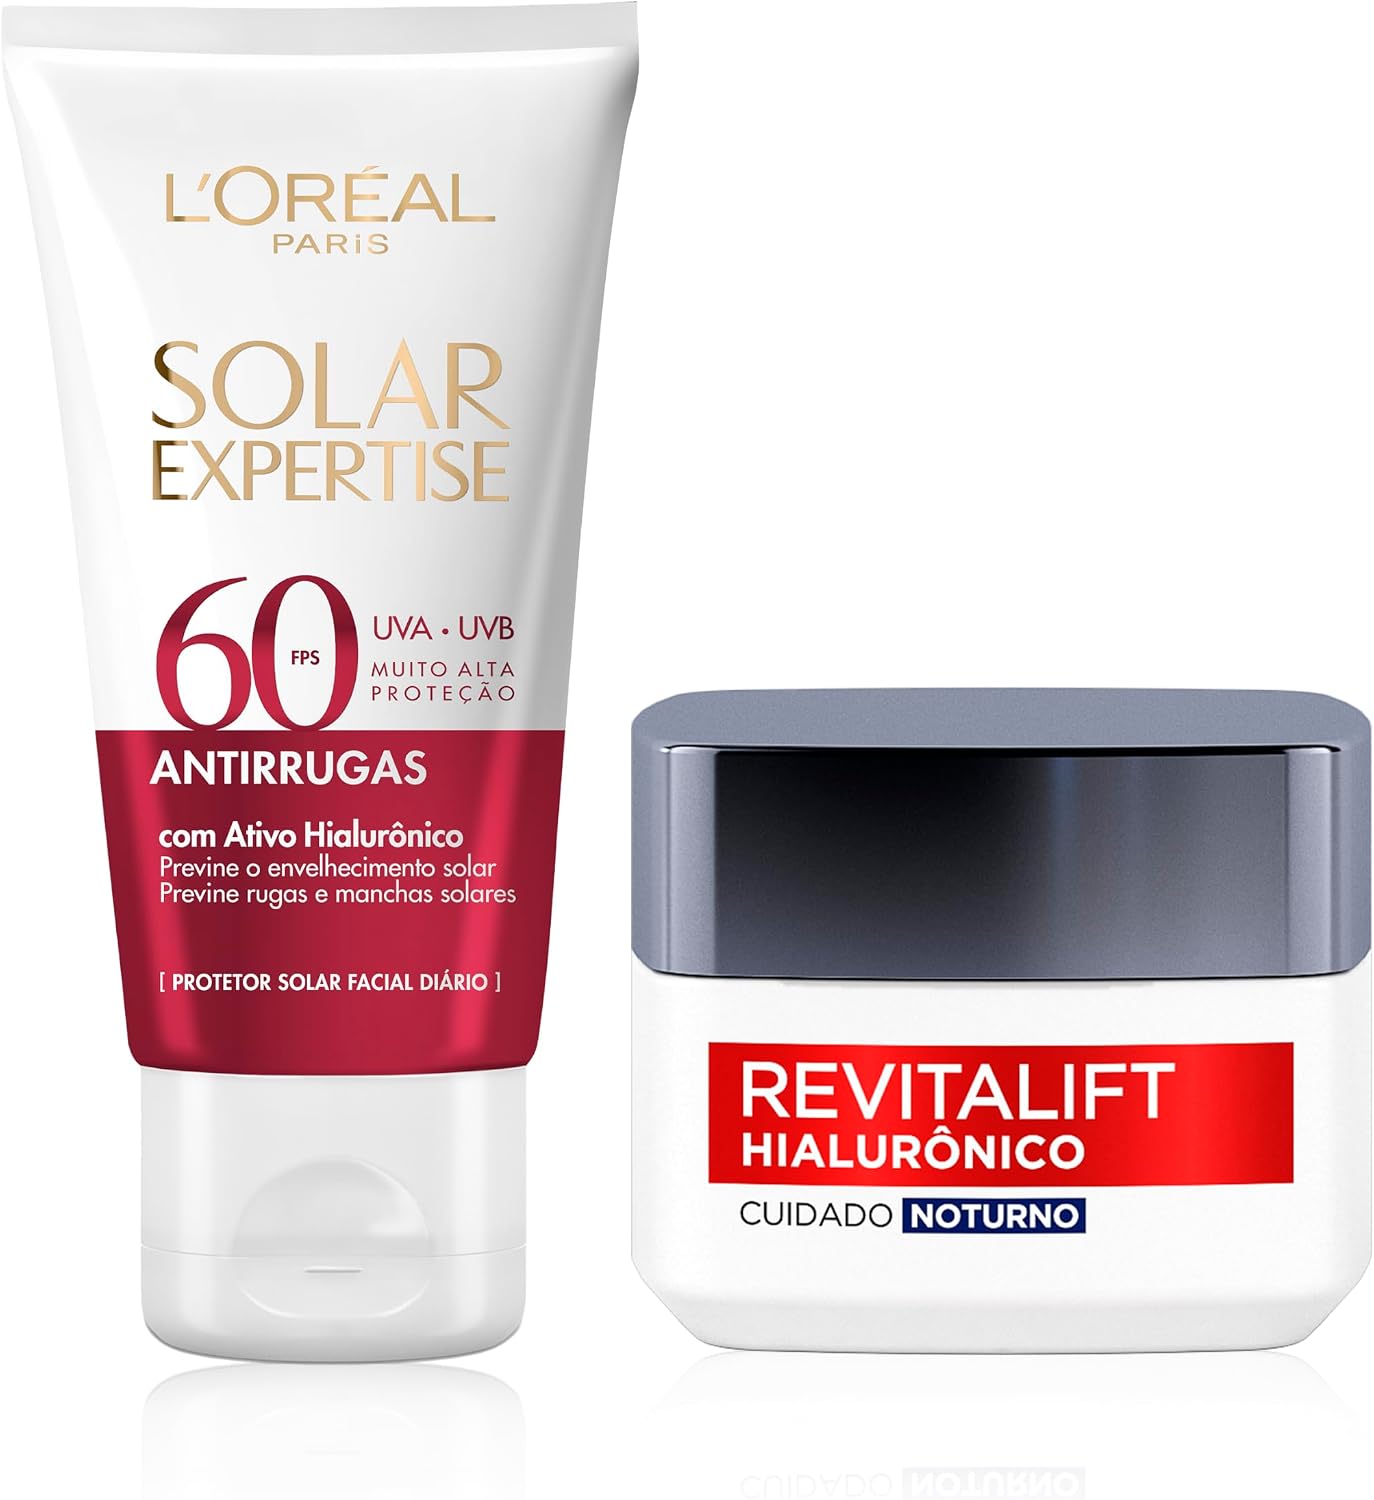 L'ORÉAL
PARiS
SOLAR
EXPERTISE
60
FPS
UVA • UVB
MUITO ALTA
PROTEÇÃO
ANTIRRUGAS
com Ativo Hialurônico
Previne o envelhecimento solar
Previne rugas e manchas solares
[ PROTETOR SOLAR FACIAL DIÁRIO ]
REVITALIFT
HIALURÔNICO
CUIDADO NOTURNO